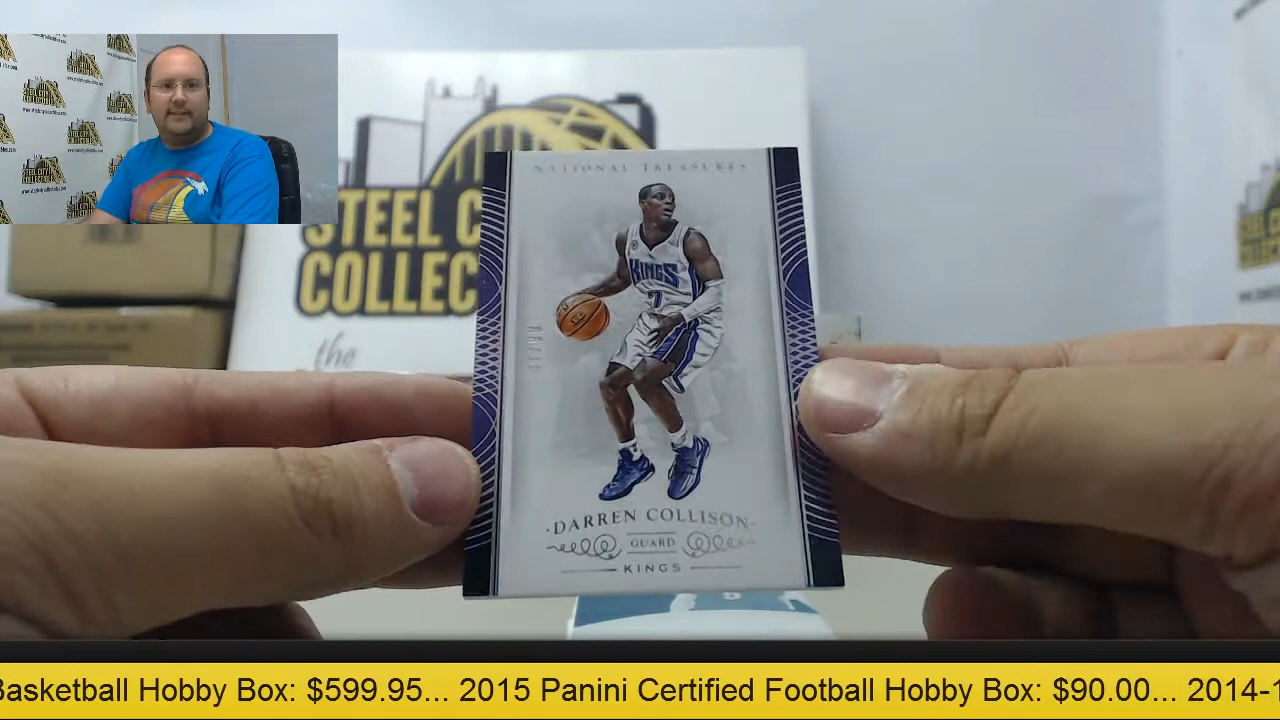 STEEL CITY
COLLEC
the
NATIONAL TREASURES
KINGS
7
DARREN COLLISON
GUARD
KINGS
Basketball Hobby Box: $599.95... 2015 Panini Certified Football Hobby Box: $90.00... 2014-1